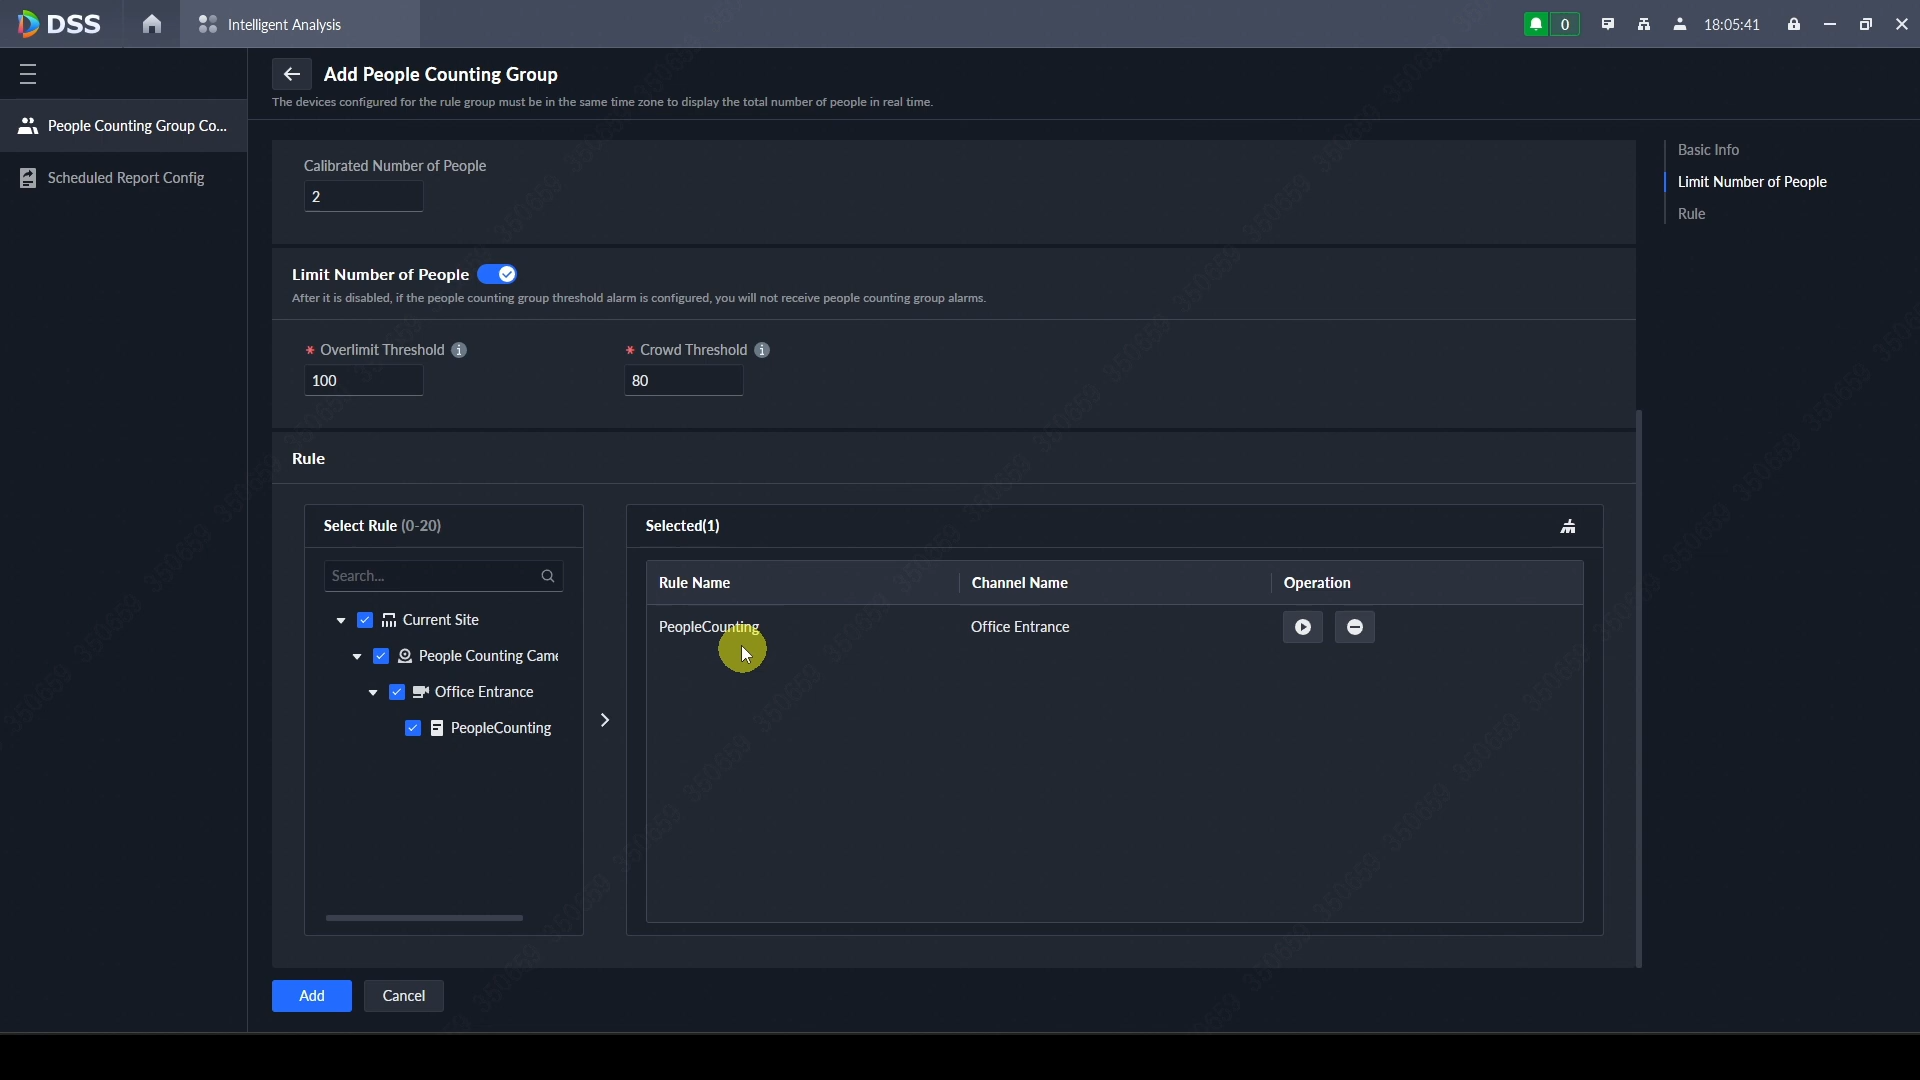 DSS
Intelligent Analysis
0
18:05:41
Add People Counting Group
The devices configured for the rule group must be in the same time zone to display the total number of people in real time.
People Counting Group Co...
Scheduled Report Config
Calibrated Number of People
2
Basic Info
Limit Number of People
Rule
Limit Number of People
After it is disabled, if the people counting group threshold alarm is configured, you will not receive people counting group alarms.
* Overlimit Threshold
* Crowd Threshold
100
80
Rule
Select Rule (0-20)
Search...
Current Site
People Counting Came
Office Entrance
PeopleCounting
Selected(1)
Rule Name
Channel Name
Operation
PeopleCounting
Office Entrance
Add
Cancel